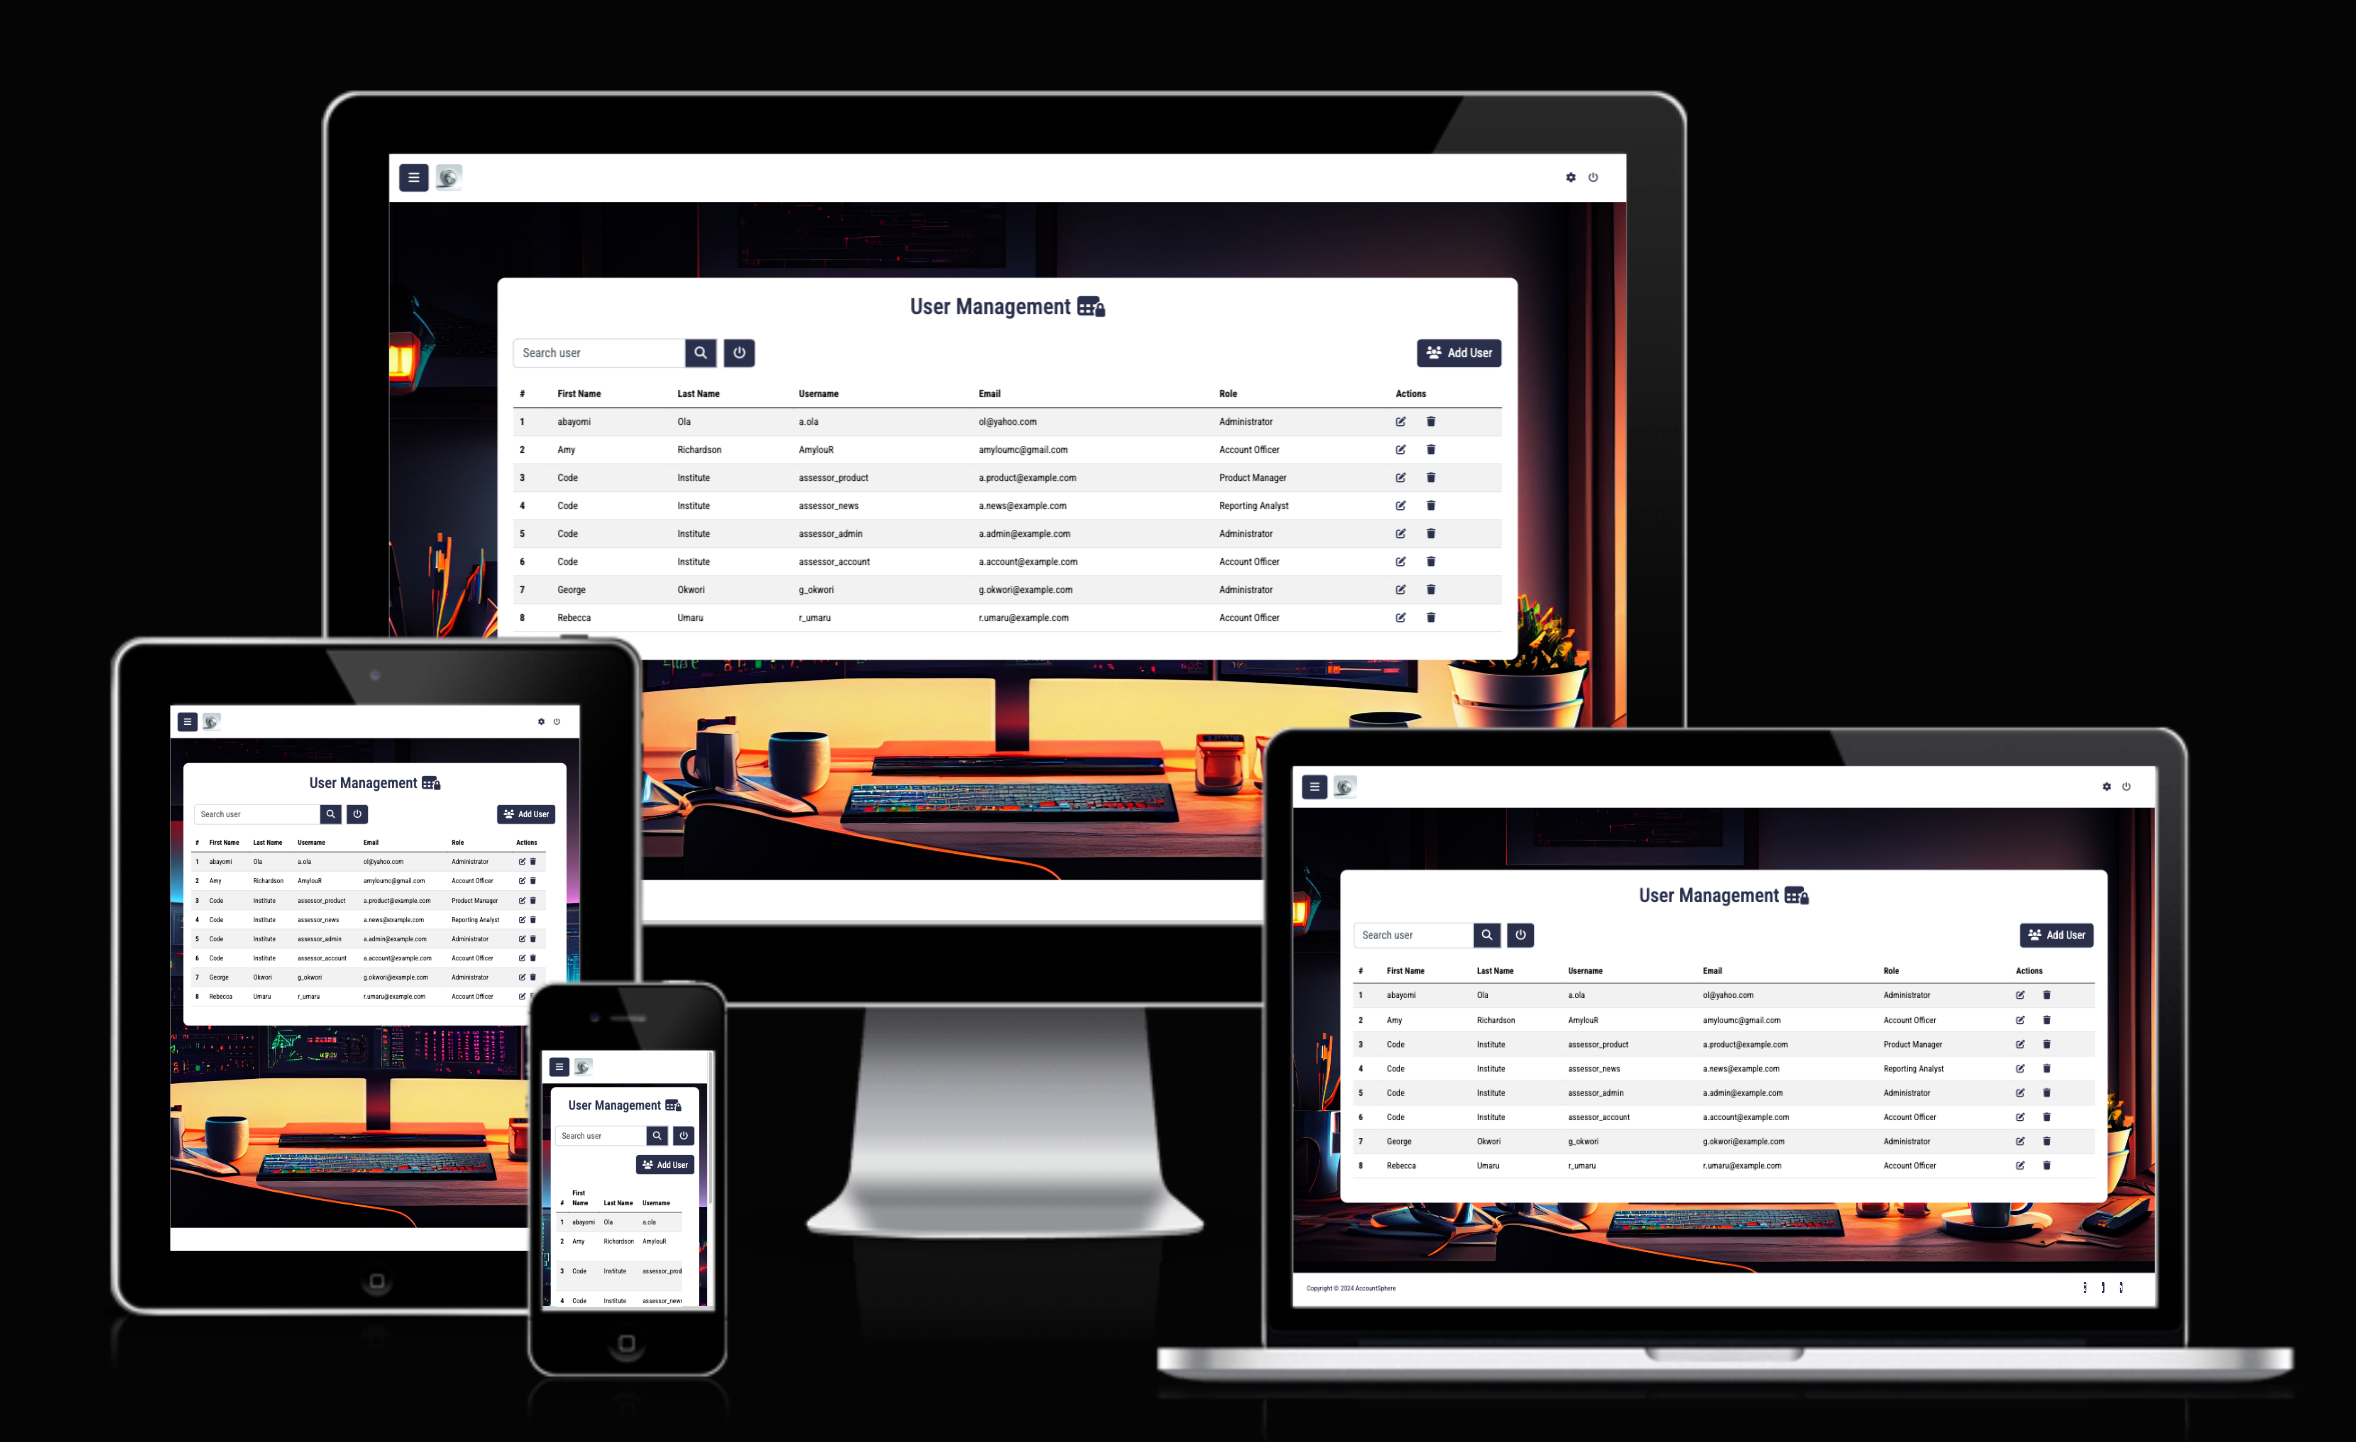 User Management
Search user
Add User
# First Name Last Name Username Email Role Actions
1 abayomi Ola a.ola ol@yahoo.com Administrator
2 Amy Richardson AmylouR amyloumc@gmail.com Account Officer
3 Code Institute assessor_product a.product@example.com Product Manager
4 Code Institute assessor_news a.news@example.com Reporting Analyst
5 Code Institute assessor_admin a.admin@example.com Administrator
6 Code Institute assessor_account a.account@example.com Account Officer
7 George Okwori g_okwori g.okwori@example.com Administrator
8 Rebecca Umaru r_umaru r.umaru@example.com Account Officer
User Management
Search user
Add User
# First Name Last Name Username Email Role Actions
1 abayomi Ola a.ola ol@yahoo.com Administrator
2 Amy Richardson AmylouR amyloumc@gmail.com Account Officer
3 Code Institute assessor_product a.product@example.com Product Manager
4 Code Institute assessor_news a.news@example.com Reporting Analyst
5 Code Institute assessor_admin a.admin@example.com Administrator
6 Code Institute assessor_account a.account@example.com Account Officer
7 George Okwori g_okwori g.okwori@example.com Administrator
8 Rebecca Umaru r_umaru r.umaru@example.com Account Officer
User Management
Search user
Add User
First
# Name Last Name Username
1 abayomi Ola a.ola
2 Amy Richardson AmylouR
3 Code Institute assessor_prod
4 Code Institute assessor_news
User Management
Search user
Add User
# First Name Last Name Username Email Role Actions
1 abayomi Ola a.ola ol@yahoo.com Administrator
2 Amy Richardson AmylouR amyloumc@gmail.com Account Officer
3 Code Institute assessor_product a.product@example.com Product Manager
4 Code Institute assessor_news a.news@example.com Reporting Analyst
5 Code Institute assessor_admin a.admin@example.com Administrator
6 Code Institute assessor_account a.account@example.com Account Officer
7 George Okwori g_okwori g.okwori@example.com Administrator
8 Rebecca Umaru r_umaru r.umaru@example.com Account Officer
Copyright © 2024 AccountSphere